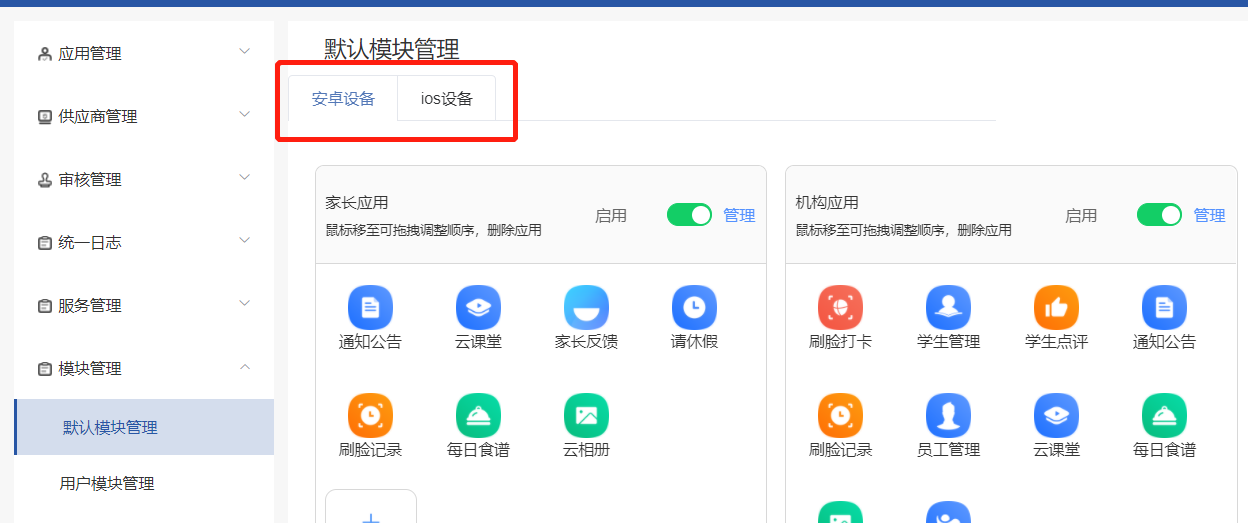 应用管理
供应商管理
审核管理
统一日志
服务管理
模块管理
默认模块管理
用户模块管理
默认模块管理
安卓设备 ios设备
家长应用
鼠标移至可拖拽调整顺序，删除应用
启用 管理
通知公告 云课堂 家长反馈 请休假
刷脸记录 每日食谱 云相册
机构应用
鼠标移至可拖拽调整顺序，删除应用
启用 管理
刷脸打卡 学生管理 学生点评 通知公告
刷脸记录 员工管理 云课堂 每日食谱